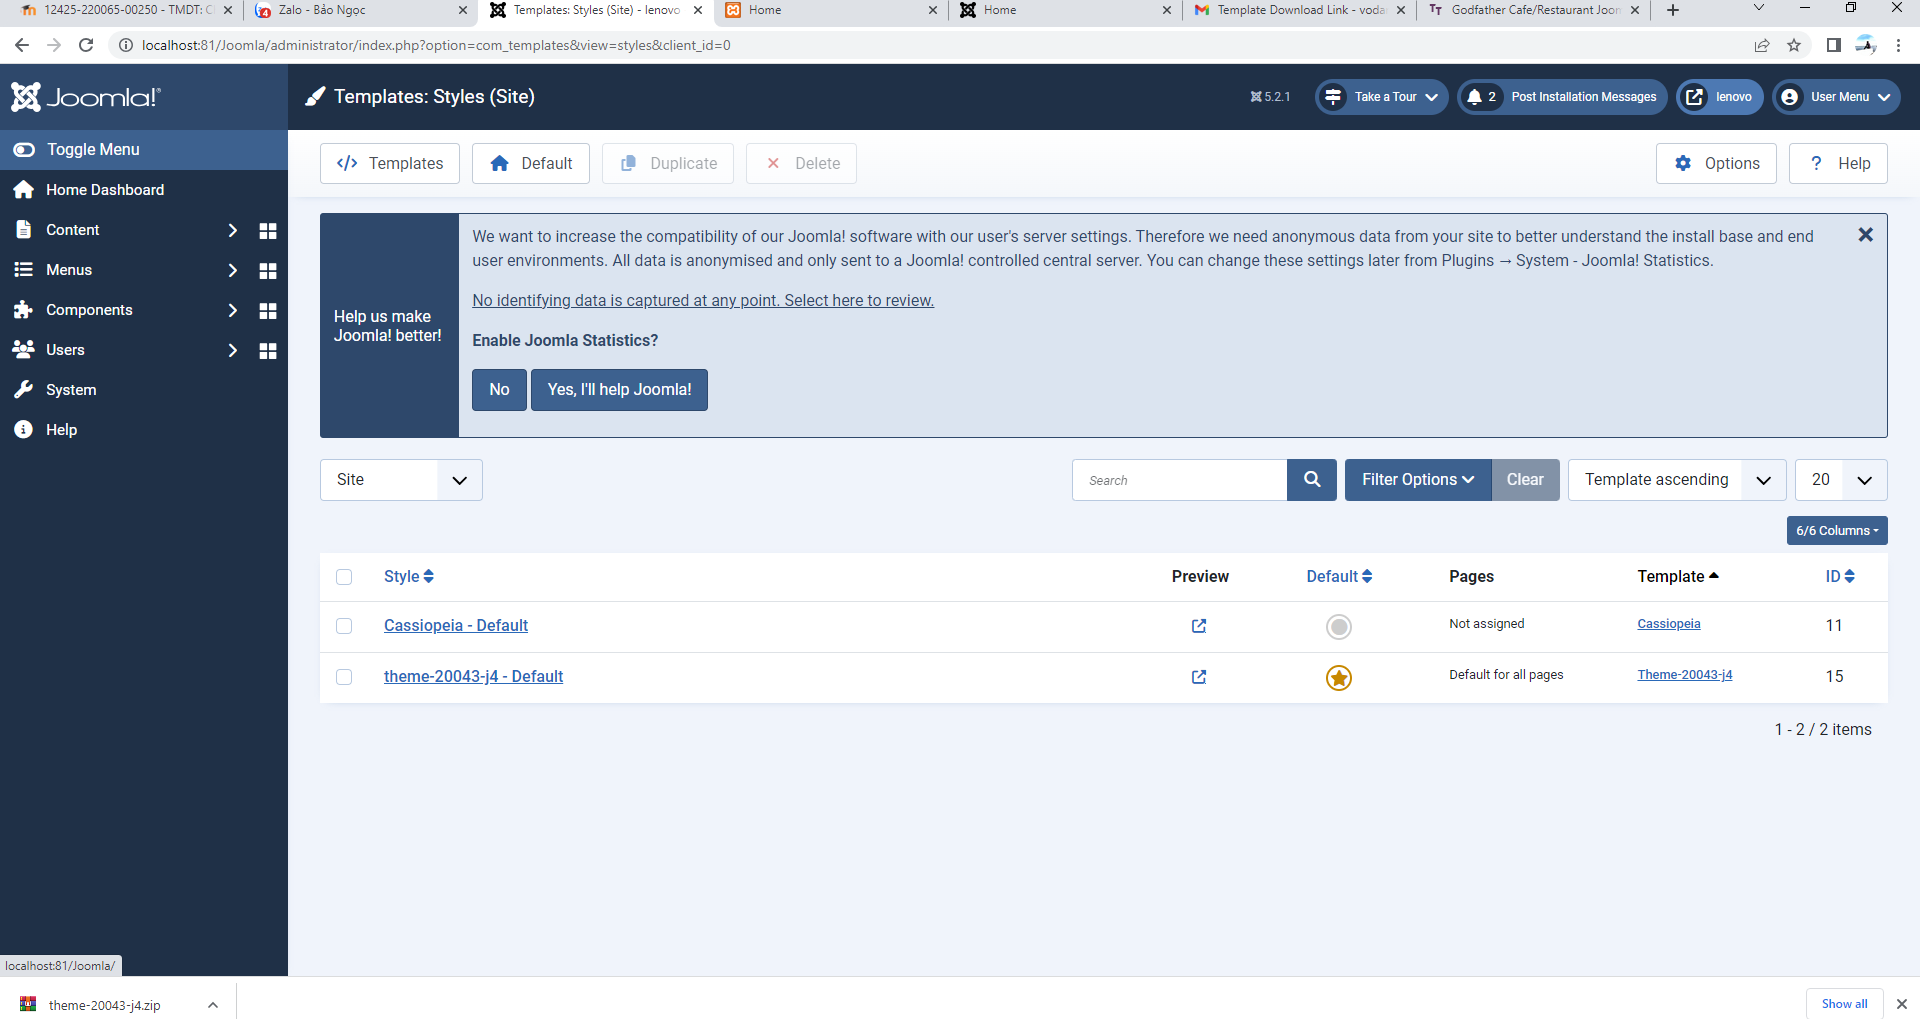 12425-220065-00250 - TMDT: C
Zalo - Bảo Ngọc
Templates: Styles (Site) - lenovo
Home
Home
Template Download Link - voda
Godfather Cafe/Restaurant Joom
localhost:81/Joomla/administrator/index.php?option=com_templates&view=styles&client_id=0
Joomla!®
Templates: Styles (Site)
5.2.1
Take a Tour
2 Post Installation Messages
lenovo
User Menu
Toggle Menu
Home Dashboard
Content
Menus
Components
Users
System
Help
Templates
Default
Duplicate
Delete
Options
? Help
Help us make
Joomla! better!
We want to increase the compatibility of our Joomla! software with our user's server settings. Therefore we need anonymous data from your site to better understand the install base and end
user environments. All data is anonymised and only sent to a Joomla! controlled central server. You can change these settings later from Plugins → System - Joomla! Statistics.
No identifying data is captured at any point. Select here to review.
Enable Joomla Statistics?
No
Yes, I'll help Joomla!
Site
Search
Filter Options
Clear
Template ascending
20
6/6 Columns
Style Preview Default Pages Template ID
Cassiopeia - Default Not assigned Cassiopeia 11
theme-20043-j4 - Default Default for all pages Theme-20043-j4 15
1 - 2 / 2 items
localhost:81/Joomla/
theme-20043-j4.zip
Show all